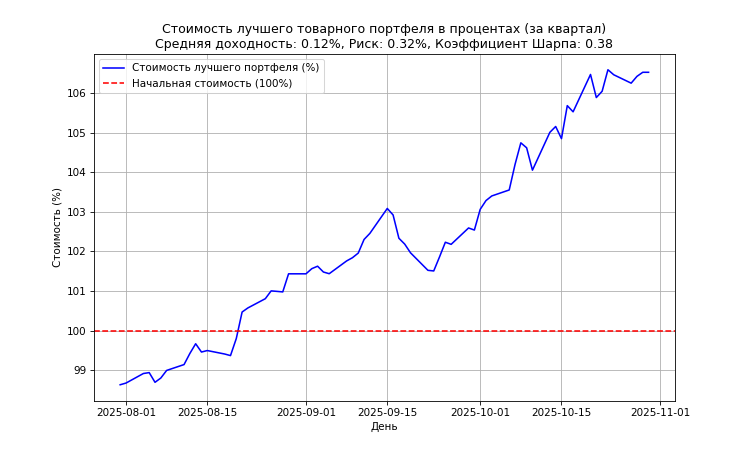 Стоимость лучшего товарного портфеля в процентах (за квартал)
Средняя доходность: 0.12%, Риск: 0.32%, Коэффициент Шарпа: 0.38
Стоимость лучшего портфеля (%)
Начальная стоимость (100%)
Стоимость (%)
106
105
104
103
102
101
100
99
2025-08-01
2025-08-15
2025-09-01
2025-09-15
2025-10-01
2025-10-15
2025-11-01
День